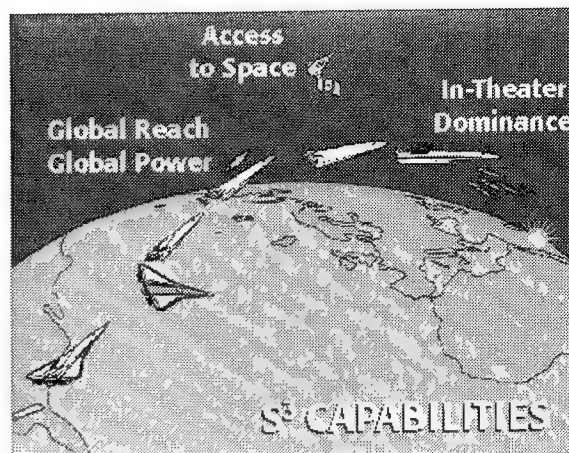 Access
to Space
In-Theater
Dominance
Global Reach
Global Power
S³ CAPABILITIES